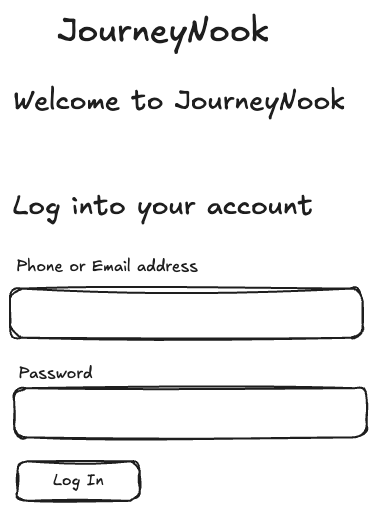 JourneyNook
Welcome to JourneyNook
Log into your account
Phone or Email address
Password
Log In